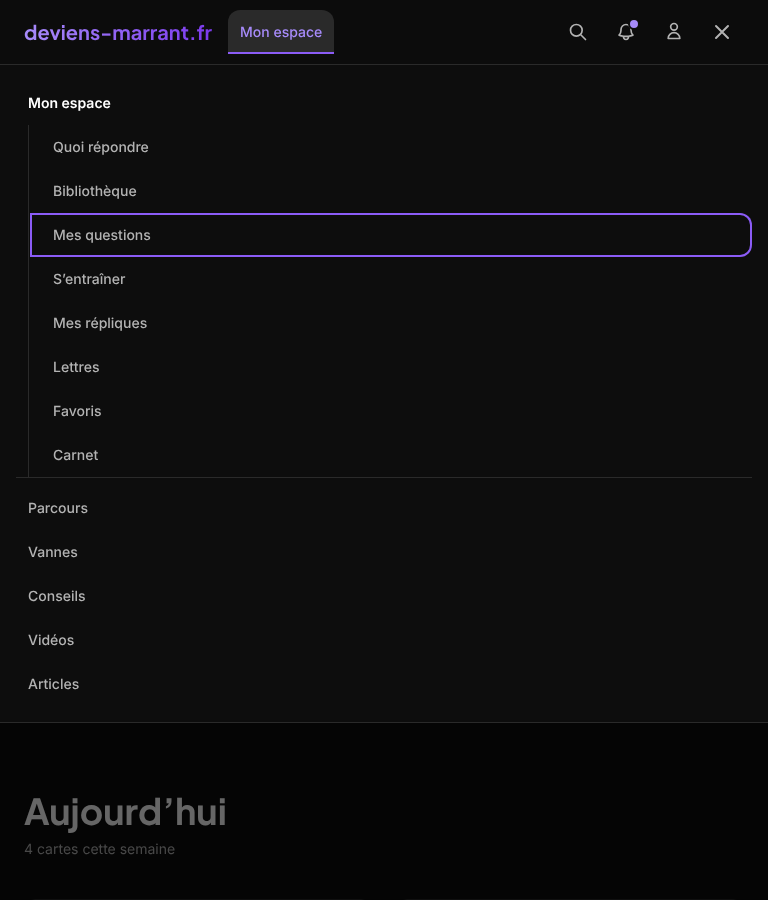 deviens-marrant.fr
Mon espace
Mon espace
Quoi répondre
Bibliothèque
Mes questions
S’entraîner
Mes répliques
Lettres
Favoris
Carnet
Parcours
Vannes
Conseils
Vidéos
Articles
Aujourd’hui
4 cartes cette semaine